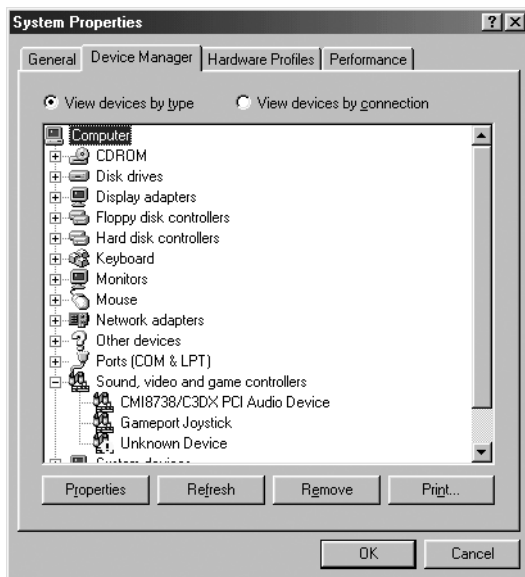 System Properties
General Device Manager Hardware Profiles Performance
View devices by type View devices by connection
Computer
CDROM
Disk drives
Display adapters
Floppy disk controllers
Hard disk controllers
Keyboard
Monitors
Mouse
Network adapters
Other devices
Ports (COM & LPT)
Sound, video and game controllers
CMI8738/C3DX PCI Audio Device
Gameport Joystick
Unknown Device
System devices
Properties Refresh Remove Print...
OK Cancel